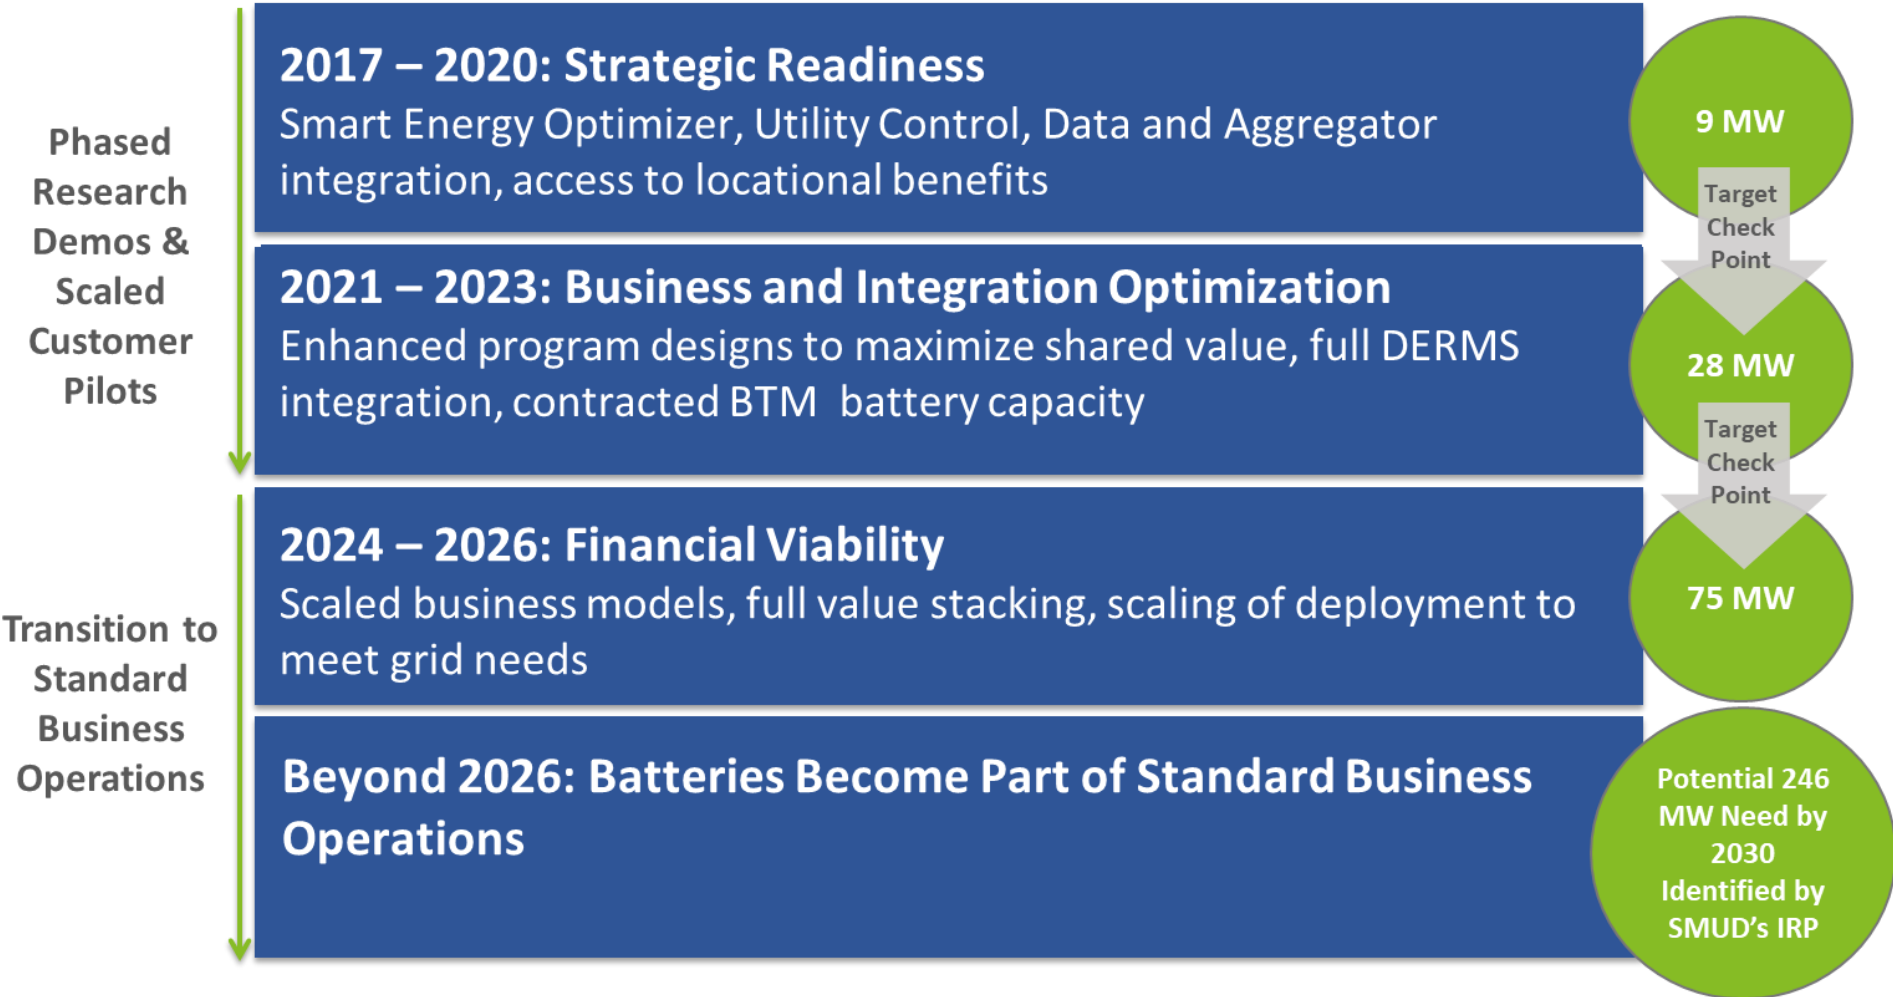 Phased
Research
Demos &
Scaled
Customer
Pilots
2017 – 2020: Strategic Readiness
Smart Energy Optimizer, Utility Control, Data and Aggregator
integration, access to locational benefits
9 MW
Target
Check
Point
2021 – 2023: Business and Integration Optimization
Enhanced program designs to maximize shared value, full DERMS
integration, contracted BTM  battery capacity
28 MW
Target
Check
Point
Transition to
Standard
Business
Operations
2024 – 2026: Financial Viability
Scaled business models, full value stacking, scaling of deployment to
meet grid needs
75 MW
Beyond 2026: Batteries Become Part of Standard Business
Operations
Potential 246
MW Need by
2030
Identified by
SMUD’s IRP